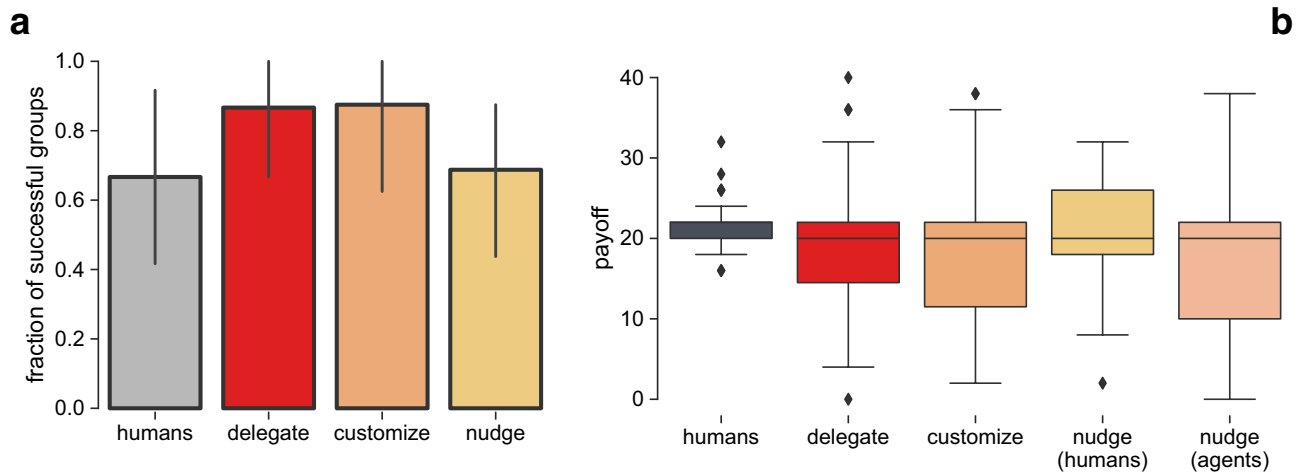 a
b
fraction of successful groups
1.0
0.8
0.6
0.4
0.2
0.0
humans
delegate
customize
nudge
payoff
40
30
20
10
0
humans
delegate
customize
nudge
(humans)
nudge
(agents)